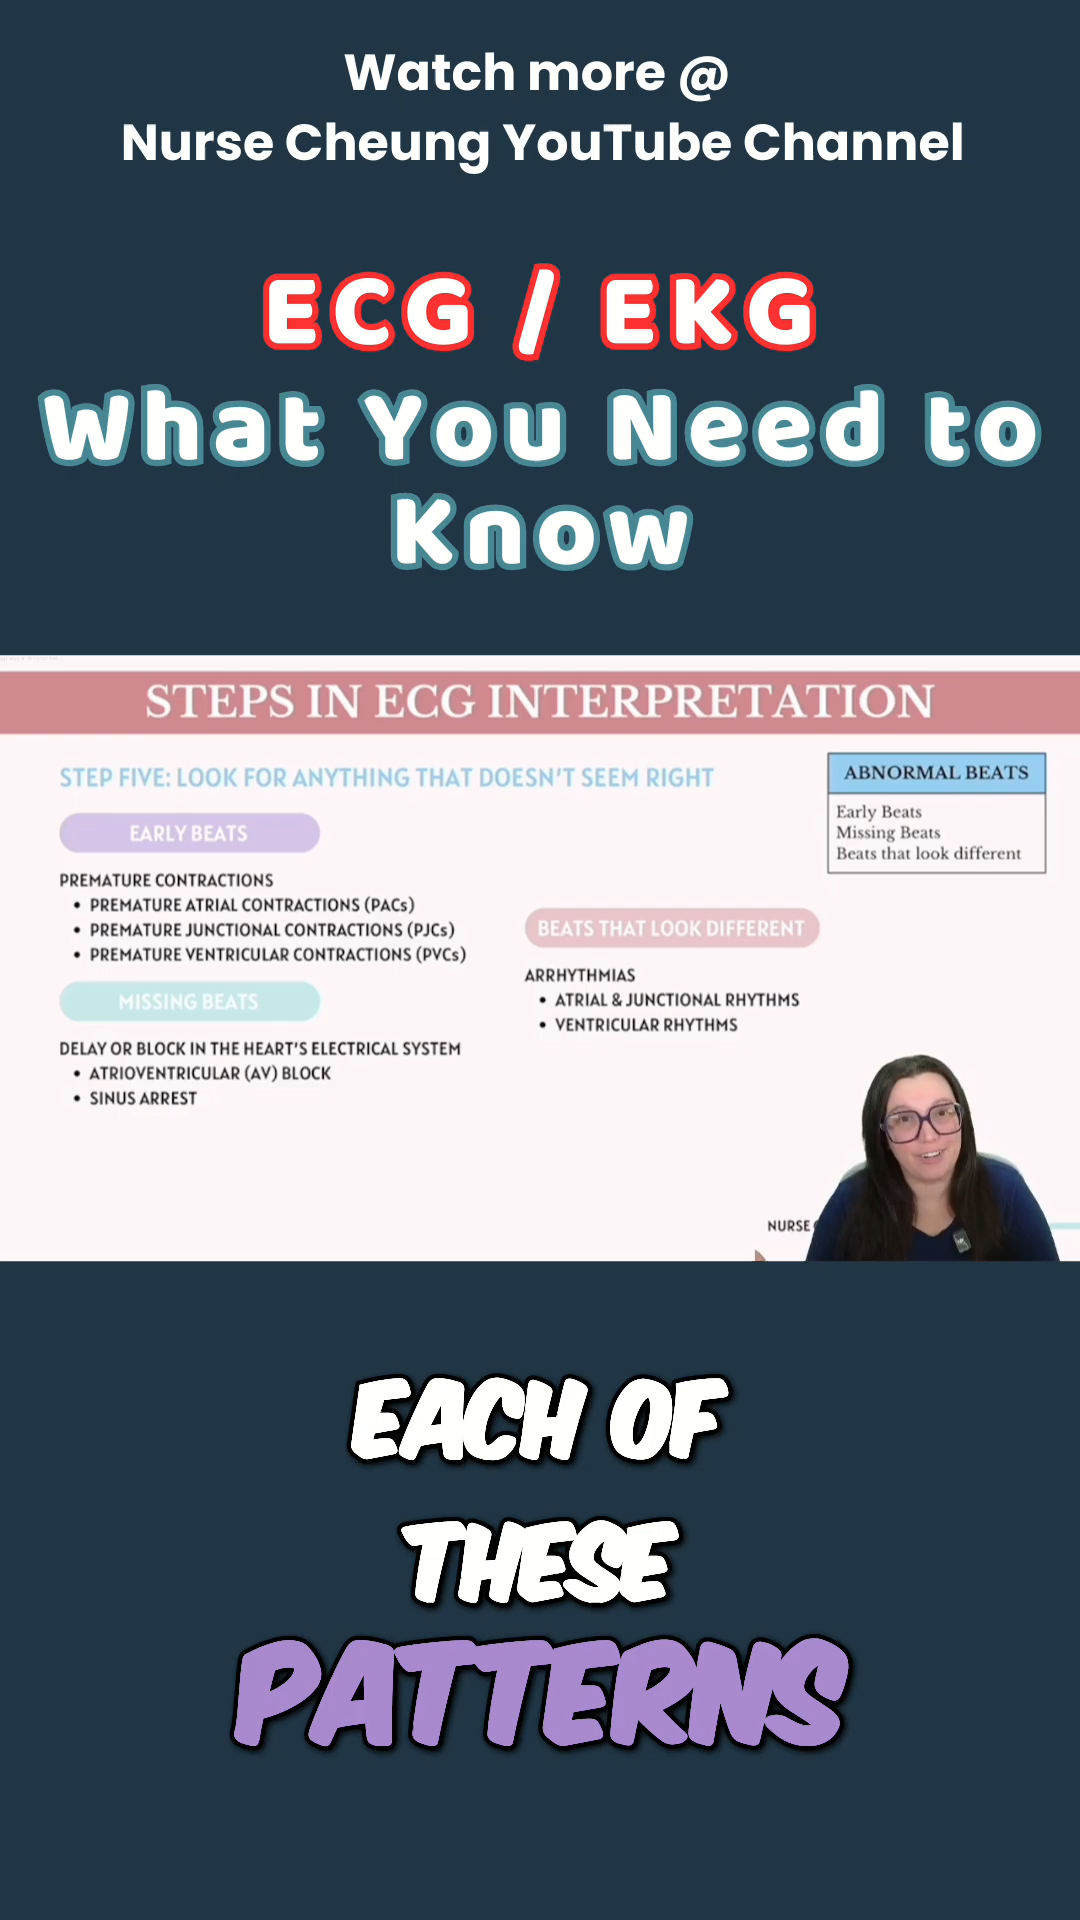 Watch more @
Nurse Cheung YouTube Channel
ECG / EKG
What You Need to
Know
STEPS IN ECG INTERPRETATION
STEP FIVE: LOOK FOR ANYTHING THAT DOESN'T SEEM RIGHT
ABNORMAL BEATS
Early Beats
Missing Beats
Beats that look different
EARLY BEATS
PREMATURE CONTRACTIONS
• PREMATURE ATRIAL CONTRACTIONS (PACs)
• PREMATURE JUNCTIONAL CONTRACTIONS (PJCs)
• PREMATURE VENTRICULAR CONTRACTIONS (PVCs)
MISSING BEATS
DELAY OR BLOCK IN THE HEART'S ELECTRICAL SYSTEM
• ATRIOVENTRICULAR (AV) BLOCK
• SINUS ARREST
BEATS THAT LOOK DIFFERENT
ARRHYTHMIAS
• ATRIAL & JUNCTIONAL RHYTHMS
• VENTRICULAR RHYTHMS
NURSE
EACH OF
THESE
PATTERNS